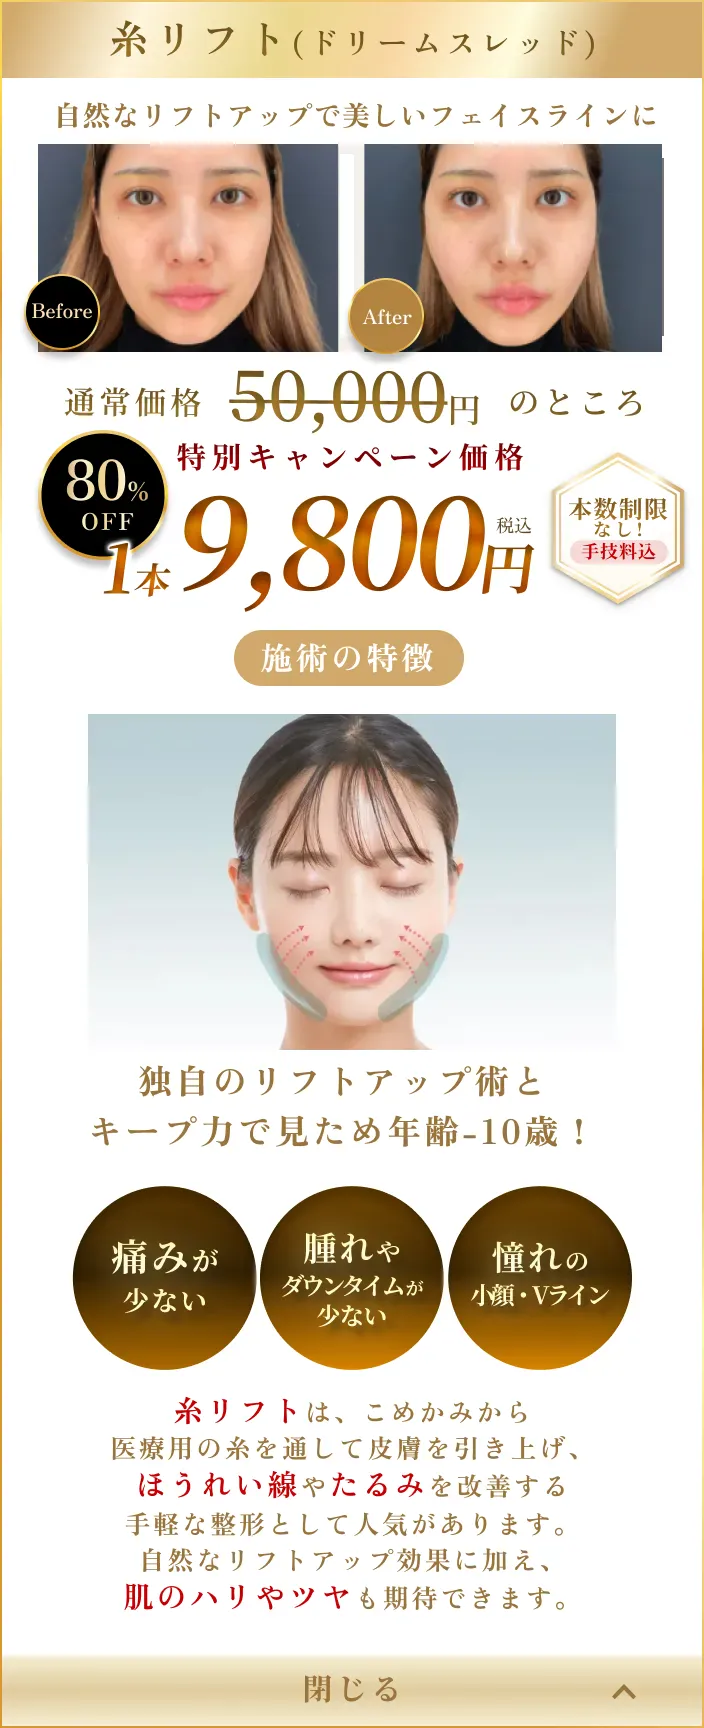 糸リフト(ドリームスレッド)
自然なリフトアップで美しいフェイスラインに
Before
After
通常価格 50,000円 のところ
特別キャンペーン価格
80%
OFF
1本 9,800円
税込
本数制限
なし!
手技料込
施術の特徴
独自のリフトアップ術と
キープ力で見ため年齢-10歳！
痛みが
少ない
腫れや
ダウンタイムが
少ない
憧れの
小顔・Vライン
糸リフトは、こめかみから
医療用の糸を通して皮膚を引き上げ、
ほうれい線やたるみを改善する
手軽な整形として人気があります。
自然なリフトアップ効果に加え、
肌のハリやツヤも期待できます。
閉じる